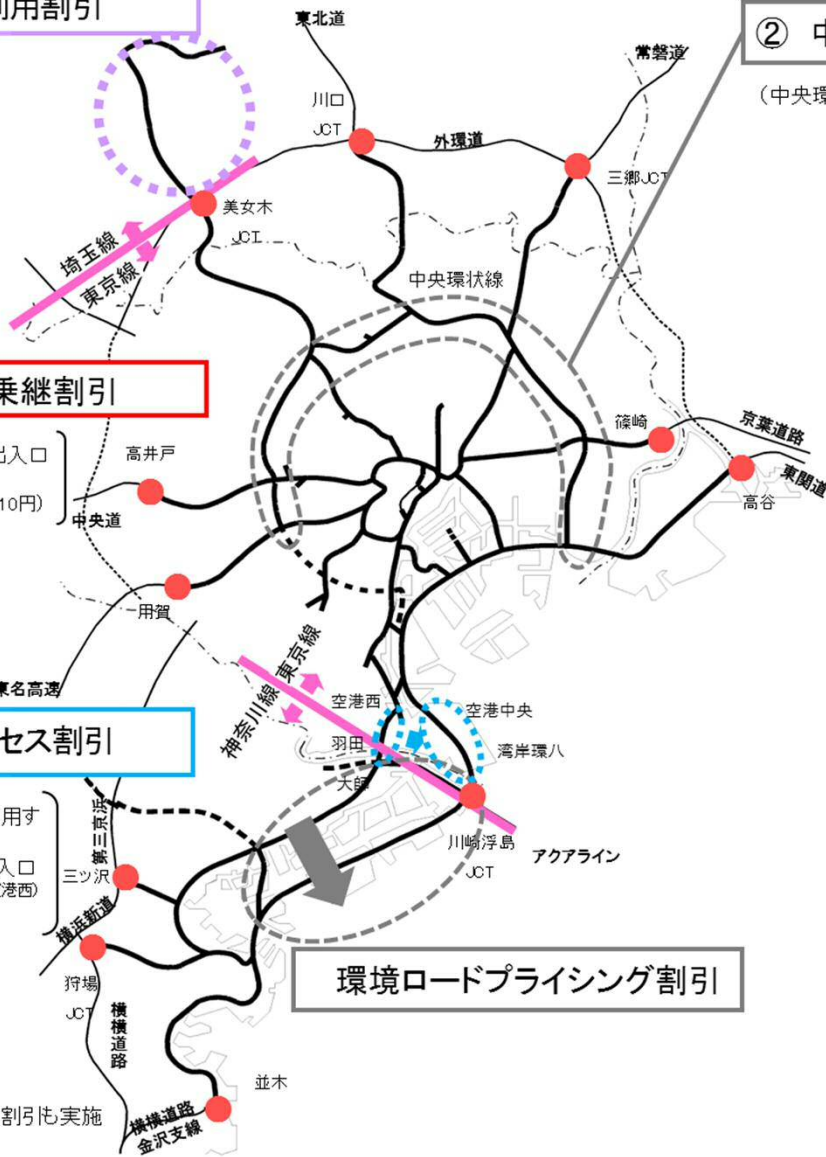 利用割引
東北道
② 中
常磐道
(中央環
川口
JCT
外環道
三郷JCT
美女木
JCT
埼玉線
東京線
中央環状線
乗継割引
篠崎
京葉道路
出入口
高井戸
東関道
10円)
中央道
高谷
用賀
東京線
神奈川線
東名高速
空港西
空港中央
セス割引
羽田
湾岸環八
大師
用す
第三京浜
川崎浮島
JCT
アクアライン
入口
港西)
三ツ沢
横浜新道
環境ロードプライシング割引
狩場
JCT
横横道路
並木
割引も実施
横横道路
金沢支線